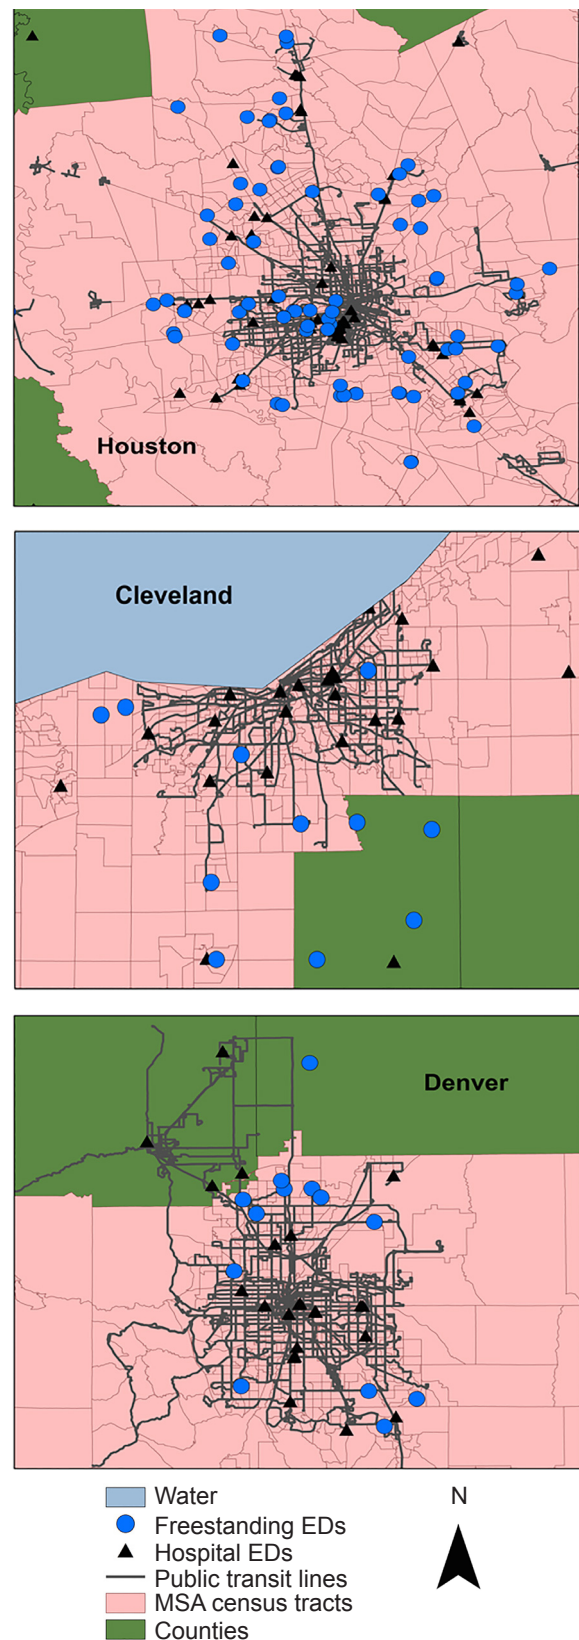 Houston
Cleveland
Denver
Water
N
Freestanding EDs
Hospital EDs
Public transit lines
MSA census tracts
Counties